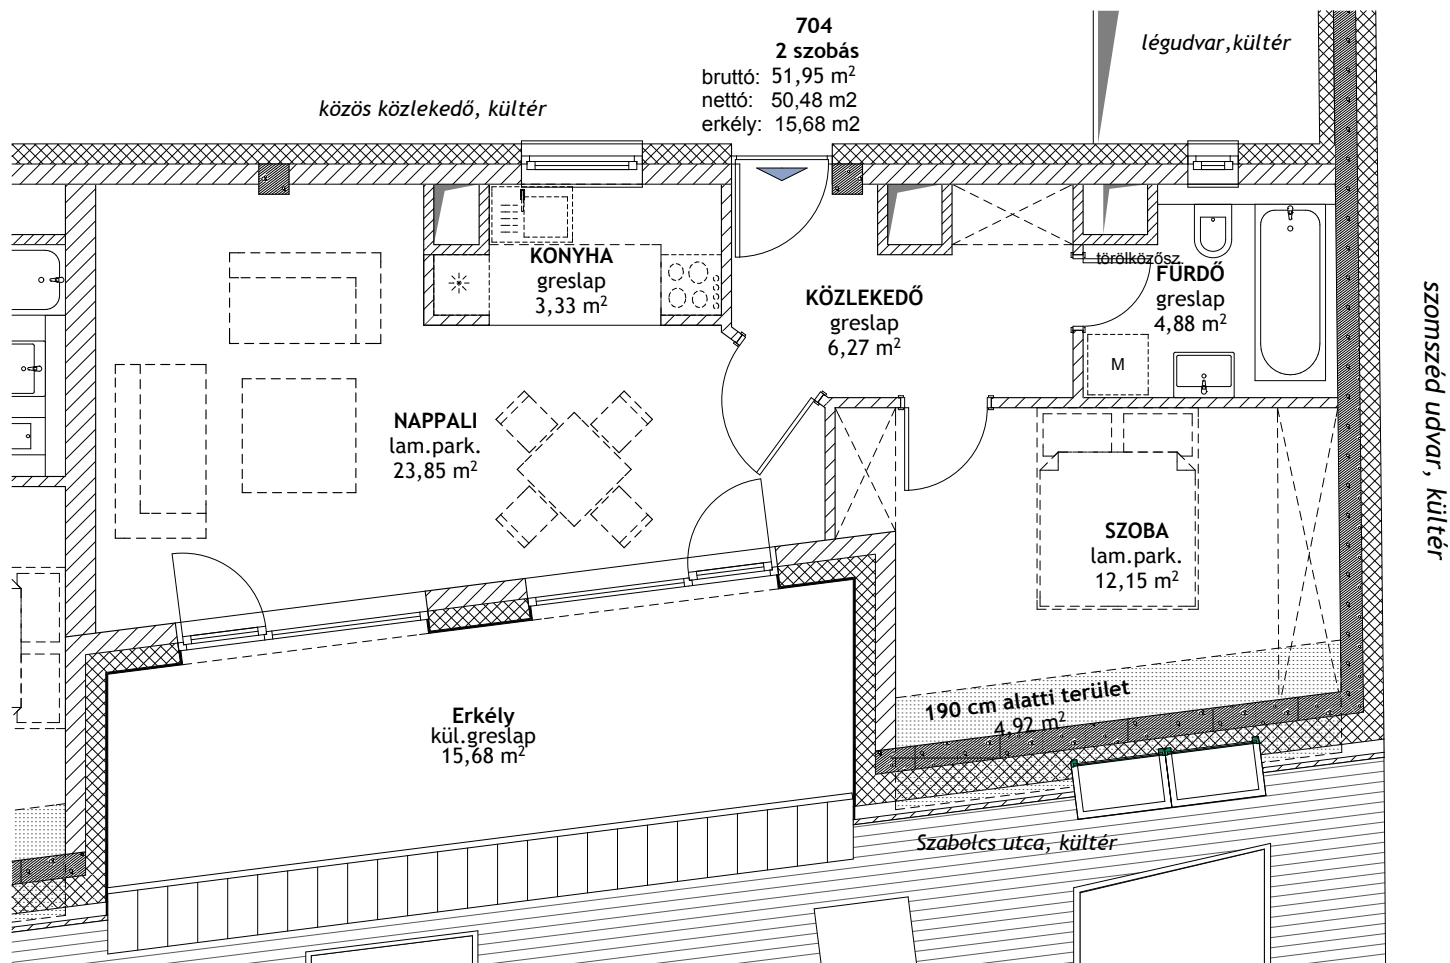 704
2 szobás
bruttó: 51,95 m²
nettó: 50,48 m2
erkély: 15,68 m2
légudvar,kültér
közös közlekedő, kültér
KONYHA
greslap
3,33 m²
KÖZLEKEDŐ
greslap
6,27 m²
törölközősz.
FÜRDŐ
greslap
4,88 m²
M
NAPPALI
lam.park.
23,85 m²
SZOBA
lam.park.
12,15 m²
szomszéd udvar, kültér
190 cm alatti terület
4,92 m²
Erkély
kül.greslap
15,68 m²
Szabolcs utca, kültér